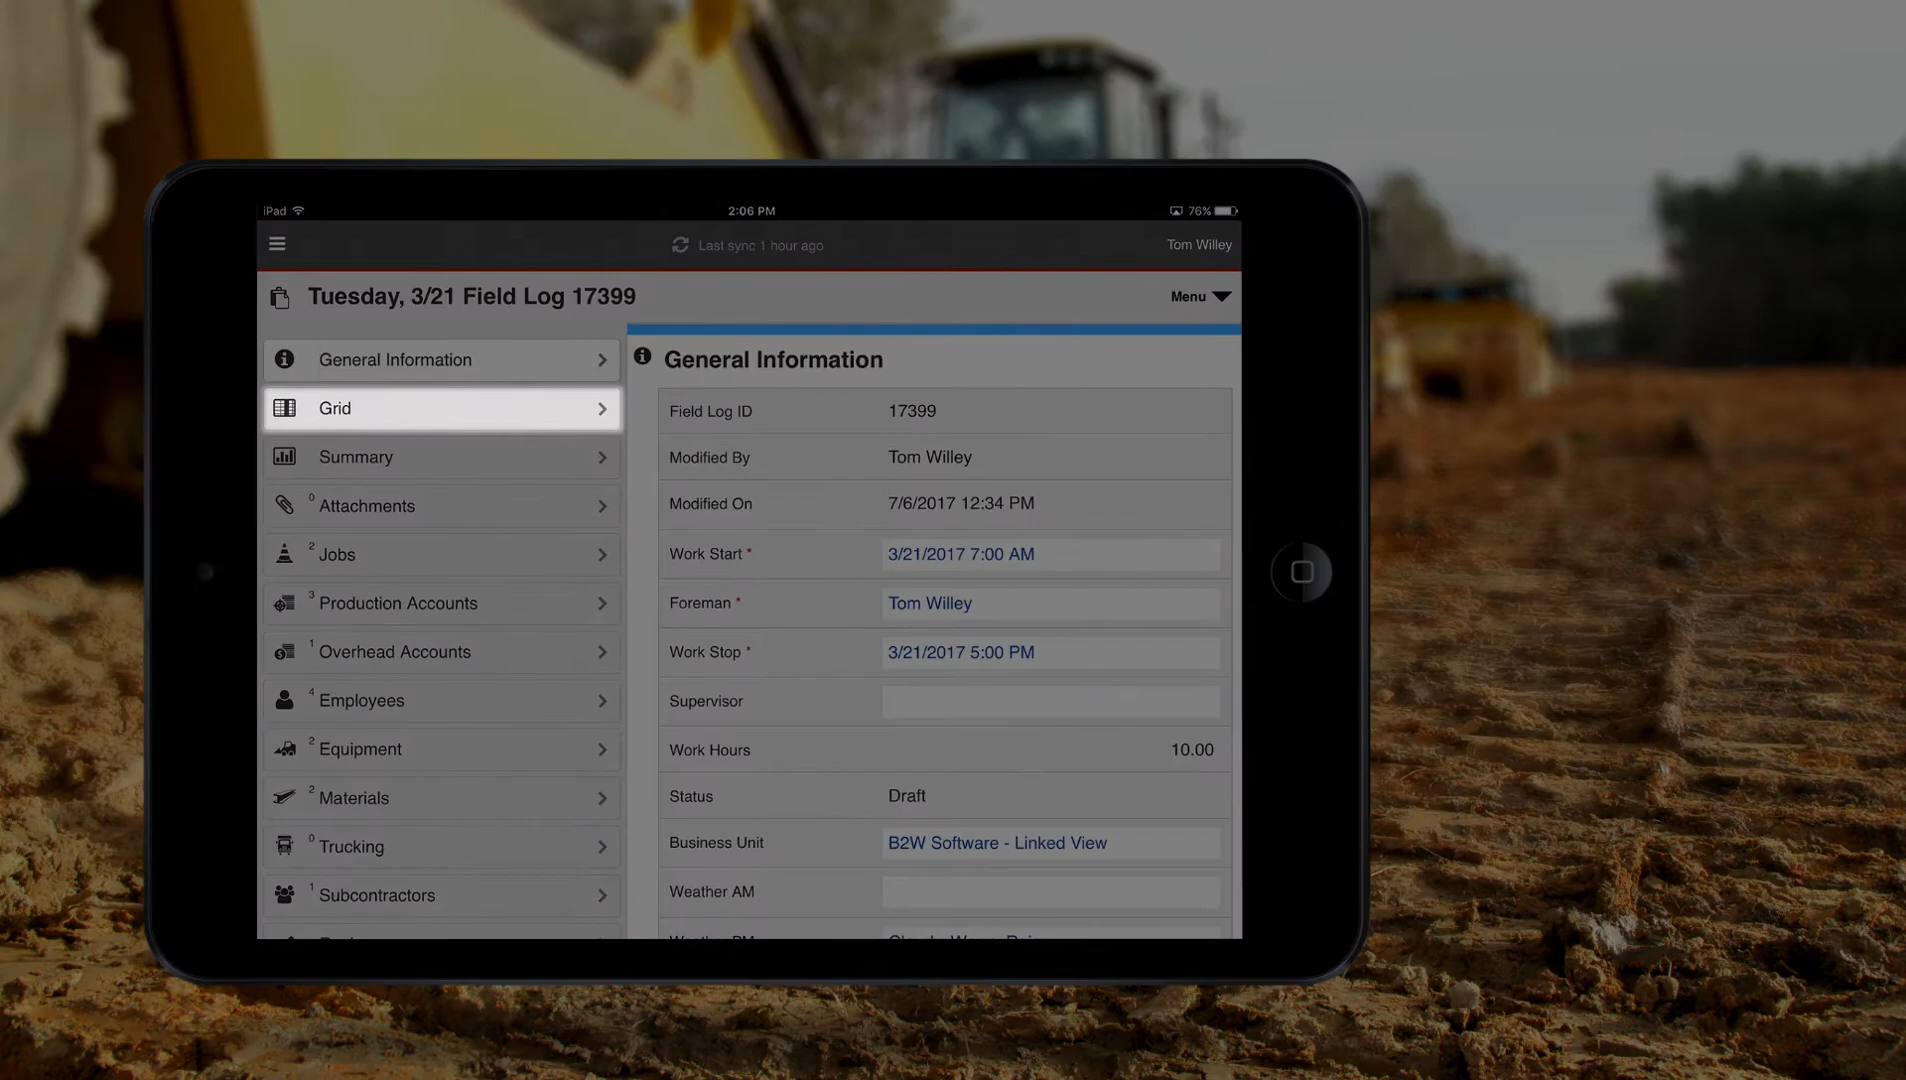 iPad
2:06 PM
76%
Last sync 1 hour ago
Tom Willey
Tuesday, 3/21 Field Log 17399
Menu
General Information
Grid
Summary
0 Attachments
2 Jobs
3 Production Accounts
1 Overhead Accounts
4 Employees
2 Equipment
2 Materials
0 Trucking
1 Subcontractors
General Information
Field Log ID 17399
Modified By Tom Willey
Modified On 7/6/2017 12:34 PM
Work Start * 3/21/2017 7:00 AM
Foreman * Tom Willey
Work Stop * 3/21/2017 5:00 PM
Supervisor
Work Hours 10.00
Status Draft
Business Unit B2W Software - Linked View
Weather AM